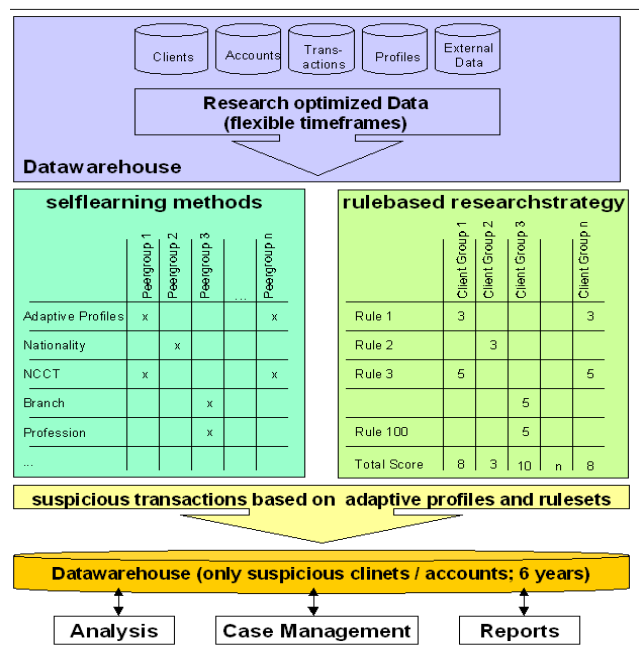 Clients
Accounts
Trans-
actions
Profiles
External
Data
Research optimized Data
(flexible timeframes)
Datawarehouse
selflearning methods
Peergroup 1
Peergroup 2
Peergroup 3
...
Peergroup n
Adaptive Profiles x x
Nationality x
NCCT x x
Branch x
Profession x
...
rulebased researchstrategy
Client Group 1
Client Group 2
Client Group 3
Client Group n
Rule 1 3 3
Rule 2 3
Rule 3 5 5
5
Rule 100 5
Total Score 8 3 10 n 8
suspicious transactions based on adaptive profiles and rulesets
Datawarehouse (only suspicious clinets / accounts; 6 years)
Analysis
Case Management
Reports